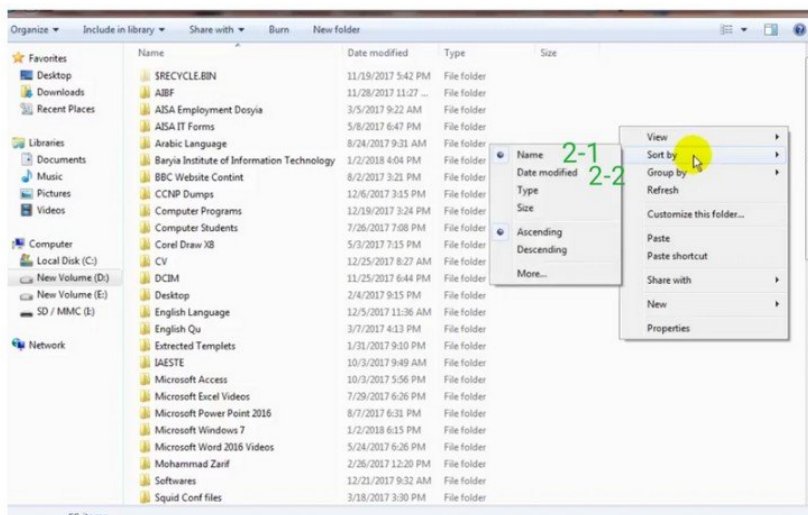 Organize Include in library Share with Burn New folder
Name Date modified Type Size
Favorites
Desktop
Downloads
Recent Places
Libraries
Documents
Music
Pictures
Videos
Computer
Local Disk (C:)
New Volume (D:)
New Volume (E:)
SD / MMC (I:)
Network
$RECYCLE.BIN 11/19/2017 5:42 PM File folder
AIBF 11/28/2017 11:27 ... File folder
AISA Employment Dosyia 3/5/2017 9:22 AM File folder
AISA IT Forms 5/8/2017 6:47 PM File folder
Arabic Language 8/24/2017 9:31 AM File folder
Baryia Institute of Information Technology 1/2/2018 4:04 PM File folder
BBC Website Contint 8/2/2017 3:21 PM File folder
CCNP Dumps 12/6/2017 3:15 PM File folder
Computer Programs 12/19/2017 3:24 PM File folder
Computer Students 7/26/2017 7:08 PM File folder
Corel Draw X8 5/3/2017 7:15 PM File folder
CV 12/25/2017 8:27 AM File folder
DCIM 11/25/2017 6:44 PM File folder
Desktop 2/4/2017 9:15 PM File folder
English Language 12/5/2017 11:36 AM File folder
English Qu 3/7/2017 4:13 PM File folder
Extrected Templets 1/31/2017 9:10 PM File folder
IAESTE 10/3/2017 9:49 AM File folder
Microsoft Access 10/3/2017 5:56 PM File folder
Microsoft Excel Videos 7/29/2017 6:26 PM File folder
Microsoft Power Point 2016 8/7/2017 6:31 PM File folder
Microsoft Windows 7 1/2/2018 6:15 PM File folder
Microsoft Word 2016 Videos 5/24/2017 6:26 PM File folder
Mohammad Zarif 2/26/2017 12:20 PM File folder
Softwares 12/21/2017 9:32 AM File folder
Squid Conf files 3/18/2017 3:30 PM File folder
Name 2-1
Date modified 2-2
Type
Size
Ascending
Descending
More...
View
Sort by
Group by
Refresh
Customize this folder...
Paste
Paste shortcut
Share with
New
Properties